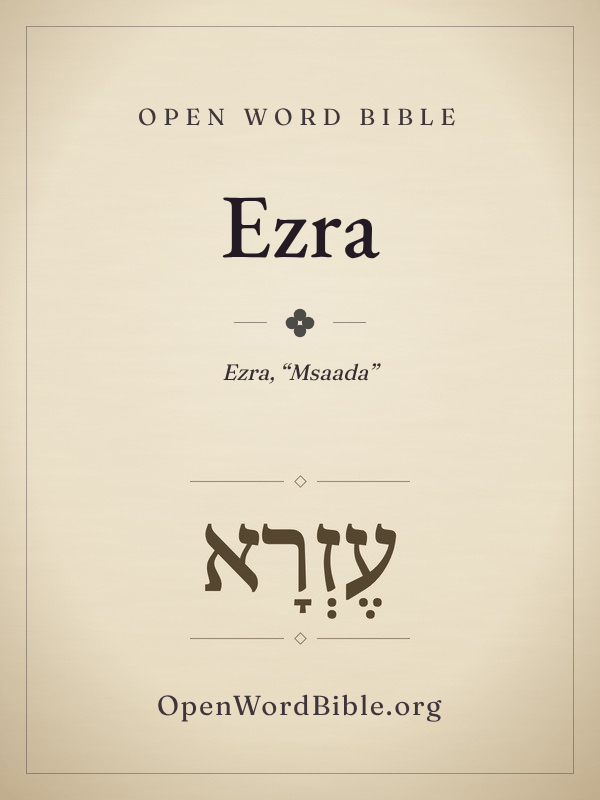 OPEN WORD BIBLE
Ezra
Ezra, “Msaada”
עֶזְרָא
OpenWordBible.org